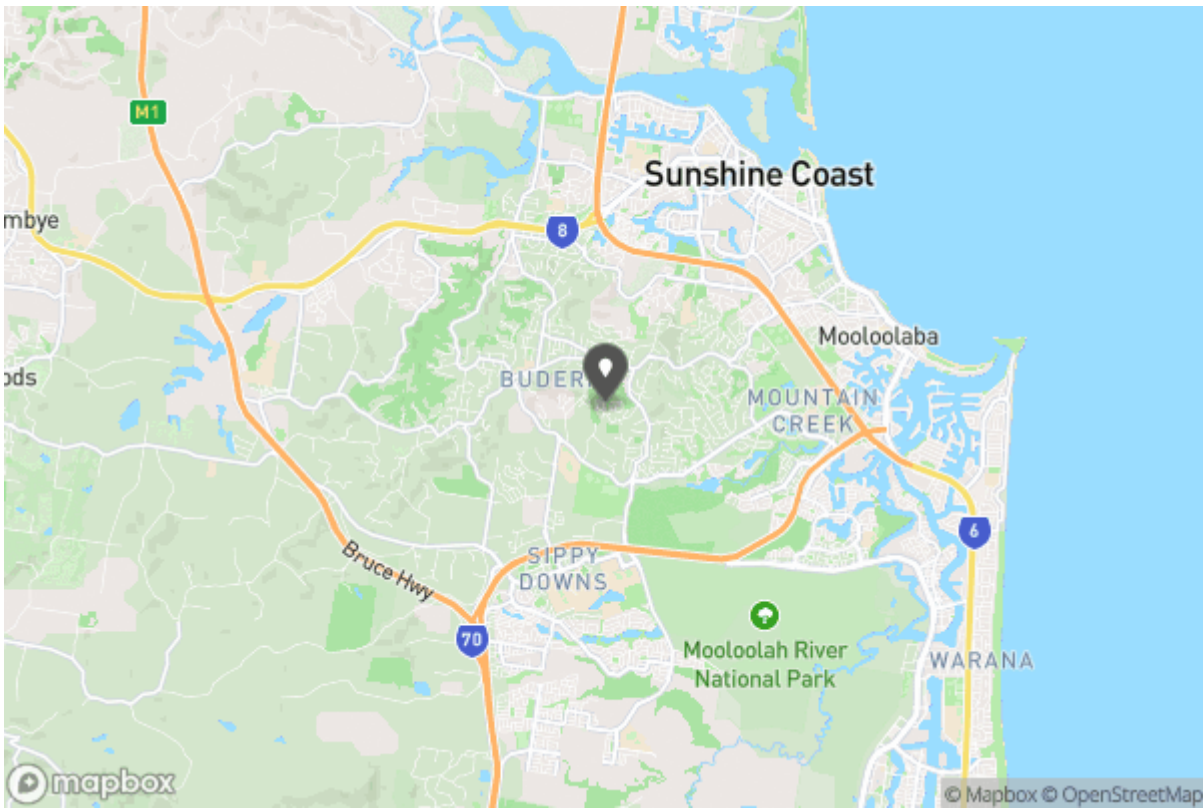 M1
Sunshine Coast
mbye
8
Mooloolaba
ods
BUDER
MOUNTAIN
CREEK
6
Bruce Hwy
SIPPY
DOWNS
70
Mooloolah River
National Park
WARANA
mapbox
© Mapbox © OpenStreetMap